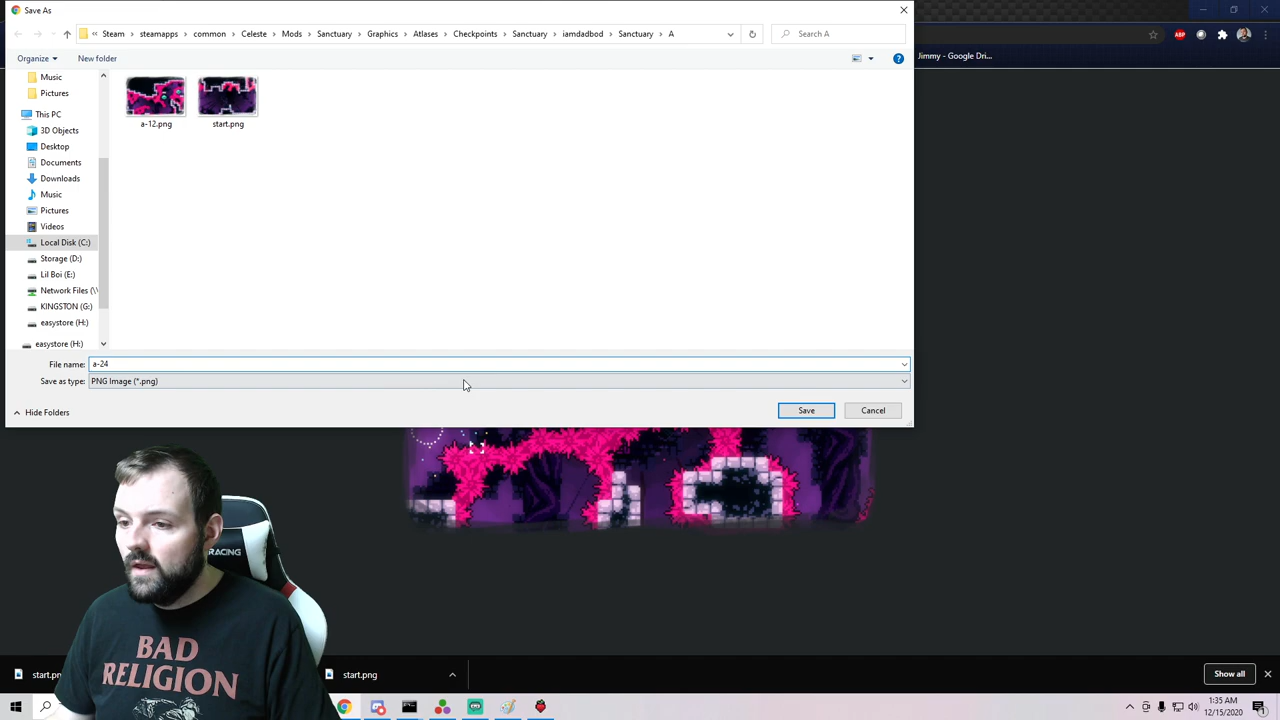 Save As
« Steam > steamapps > common > Celeste > Mods > Sanctuary > Graphics > Atlases > Checkpoints > Sanctuary > iamdadbod > Sanctuary > A
Search A
ABP
Organize
New folder
Jimmy - Google Dri...
Music
Pictures
This PC
3D Objects
Desktop
Documents
Downloads
Music
Pictures
Videos
Local Disk (C:)
Storage (D:)
Lil Boi (E:)
Network Files (\\
KINGSTON (G:)
easystore (H:)
easystore (H:)
a-12.png
start.png
File name: a-24
Save as type: PNG Image (*.png)
Hide Folders
Save
Cancel
RACING
BAD
RELIGION
start.pn
start.png
Show all
1:35 AM
12/15/2020